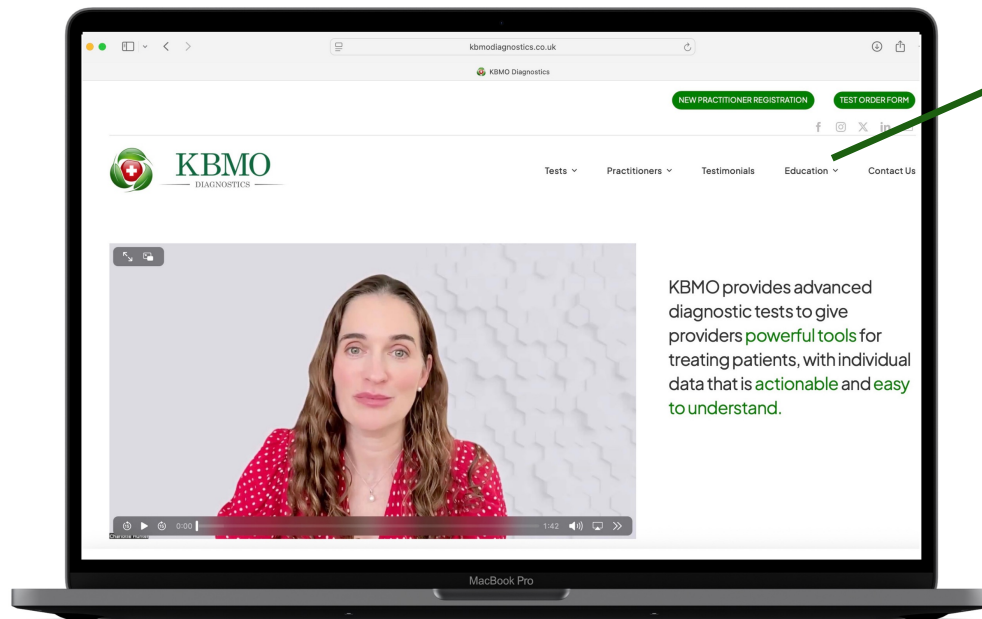 kbmodiagnostics.co.uk
KBMO Diagnostics
NEW PRACTITIONER REGISTRATION
TEST ORDER FORM
KBMO
DIAGNOSTICS
Tests
Practitioners
Testimonials
Education
Contact Us
KBMO provides advanced
diagnostic tests to give
providers powerful tools for
treating patients, with individual
data that is actionable and easy
to understand.
0:00
1:42
MacBook Pro